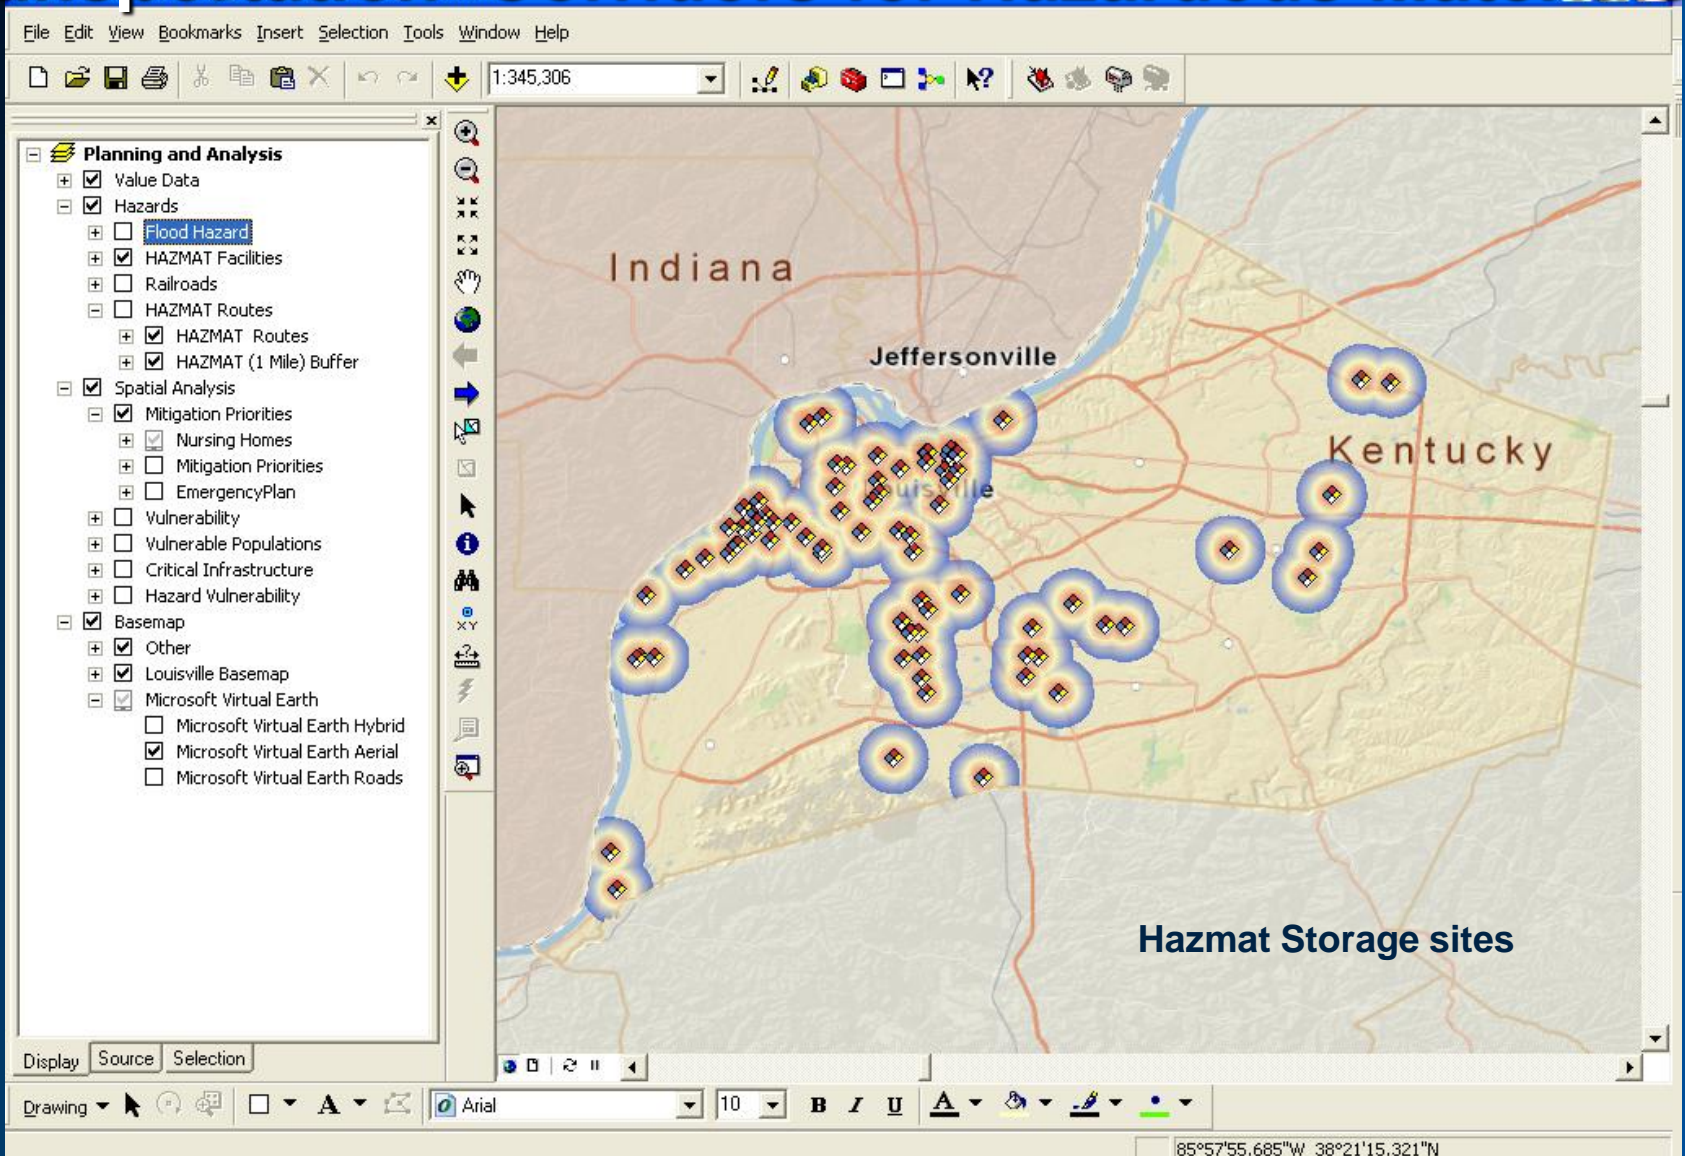 File Edit View Bookmarks Insert Selection Tools Window Help
1:345,306
Planning and Analysis
Value Data
Hazards
Flood Hazard
HAZMAT Facilities
Railroads
HAZMAT Routes
HAZMAT Routes
HAZMAT (1 Mile) Buffer
Spatial Analysis
Mitigation Priorities
Nursing Homes
Mitigation Priorities
EmergencyPlan
Vulnerability
Vulnerable Populations
Critical Infrastructure
Hazard Vulnerability
Basemap
Other
Louisville Basemap
Microsoft Virtual Earth
Microsoft Virtual Earth Hybrid
Microsoft Virtual Earth Aerial
Microsoft Virtual Earth Roads
Display Source Selection
XY
Indiana
Jeffersonville
Kentucky
Louisville
Hazmat Storage sites
Drawing A Arial 10 B I U A
85°57'55.685"W 38°21'15.321"N